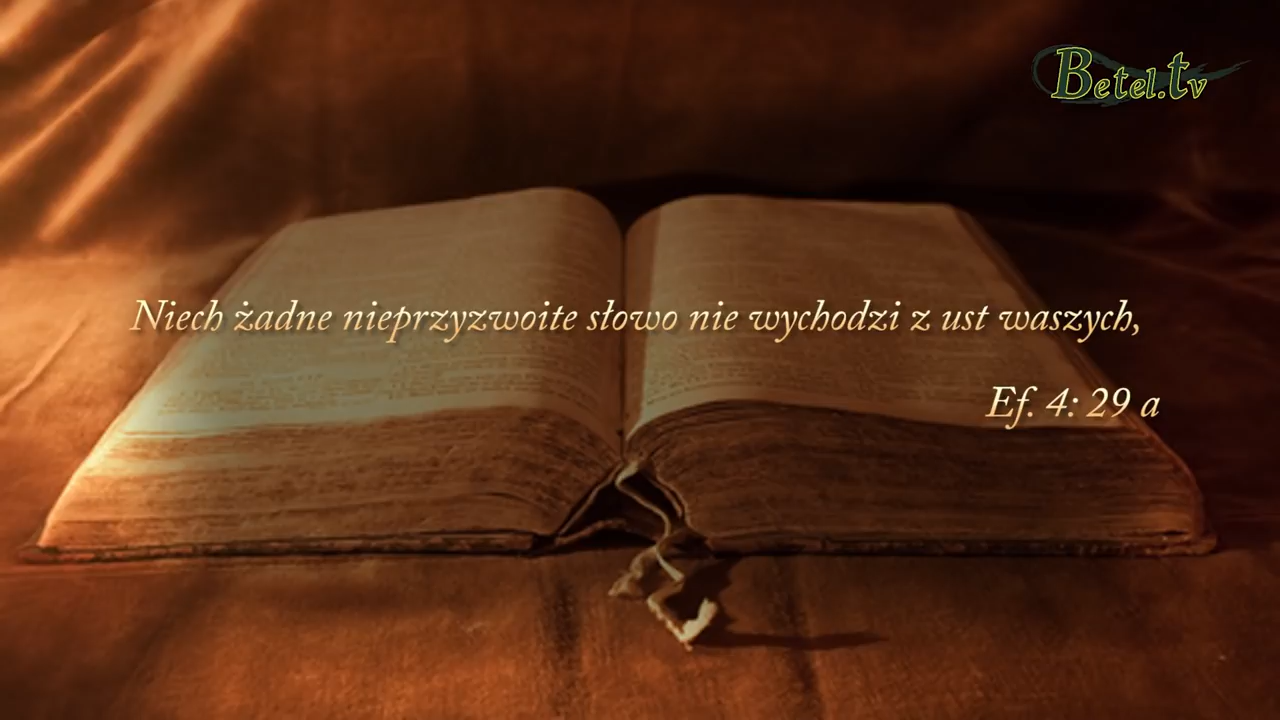 Betel.tv
Niech żadne nieprzyzwoite słowo nie wychodzi z ust waszych,
Ef. 4: 29 a